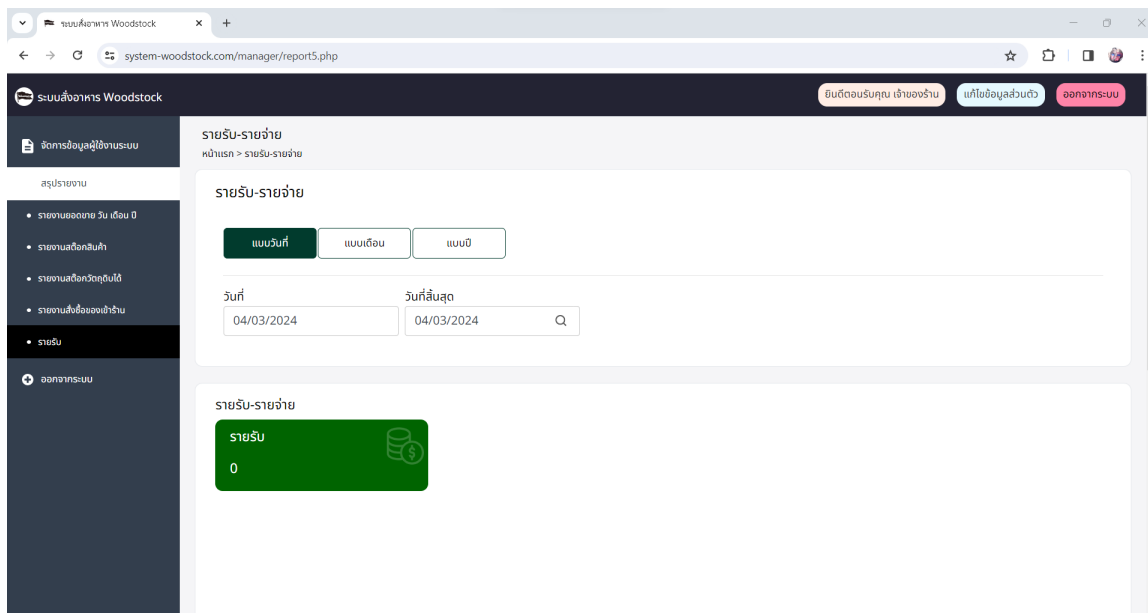 ระบบสั่งอาหาร Woodstock
system-woodstock.com/manager/report5.php
ระบบสั่งอาหาร Woodstock
ยินดีตอนรับคุณ เจ้าของร้าน
แก้ไขข้อมูลส่วนตัว
ออกจากระบบ
จัดการข้อมูลผู้ใช้งานระบบ
สรุปรายงาน
รายงานยอดขาย วัน เดือน ปี
รายงานสต๊อกสินค้า
รายงานสต๊อกวัตถุดิบได้
รายงานสั่งซื้อของเข้าร้าน
รายรับ
ออกจากระบบ
รายรับ-รายจ่าย
หน้าแรก > รายรับ-รายจ่าย
รายรับ-รายจ่าย
แบบวันที่
แบบเดือน
แบบปี
วันที่
วันที่สิ้นสุด
04/03/2024
04/03/2024
รายรับ-รายจ่าย
รายรับ
0